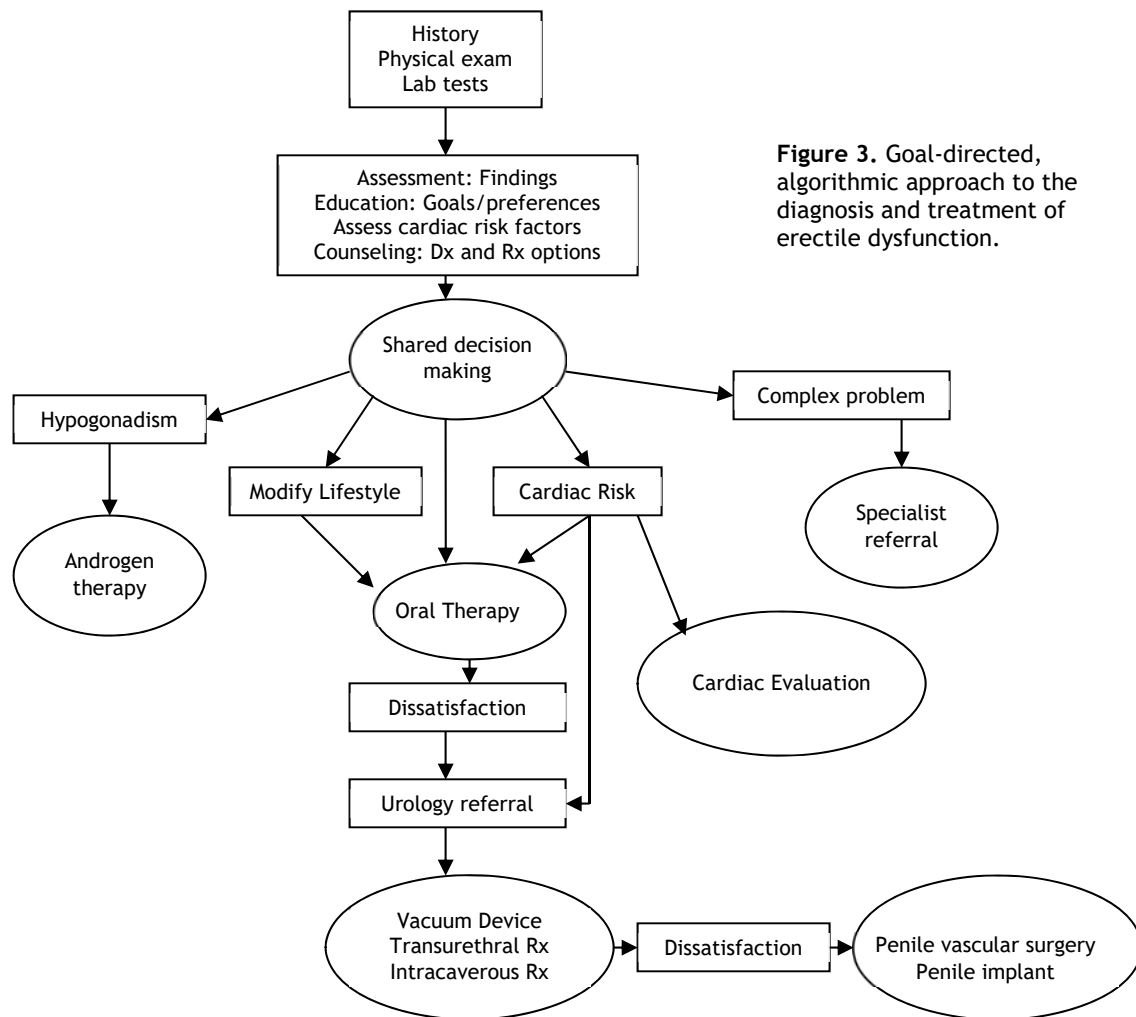 History
Physical exam
Lab tests
Figure 3. Goal-directed,
algorithmic approach to the
diagnosis and treatment of
erectile dysfunction.
Assessment: Findings
Education: Goals/preferences
Assess cardiac risk factors
Counseling: Dx and Rx options
Shared decision
making
Hypogonadism
Complex problem
Modify Lifestyle
Cardiac Risk
Androgen
therapy
Specialist
referral
Oral Therapy
Cardiac Evaluation
Dissatisfaction
Urology referral
Vacuum Device
Transurethral Rx
Intracaverous Rx
Dissatisfaction
Penile vascular surgery
Penile implant